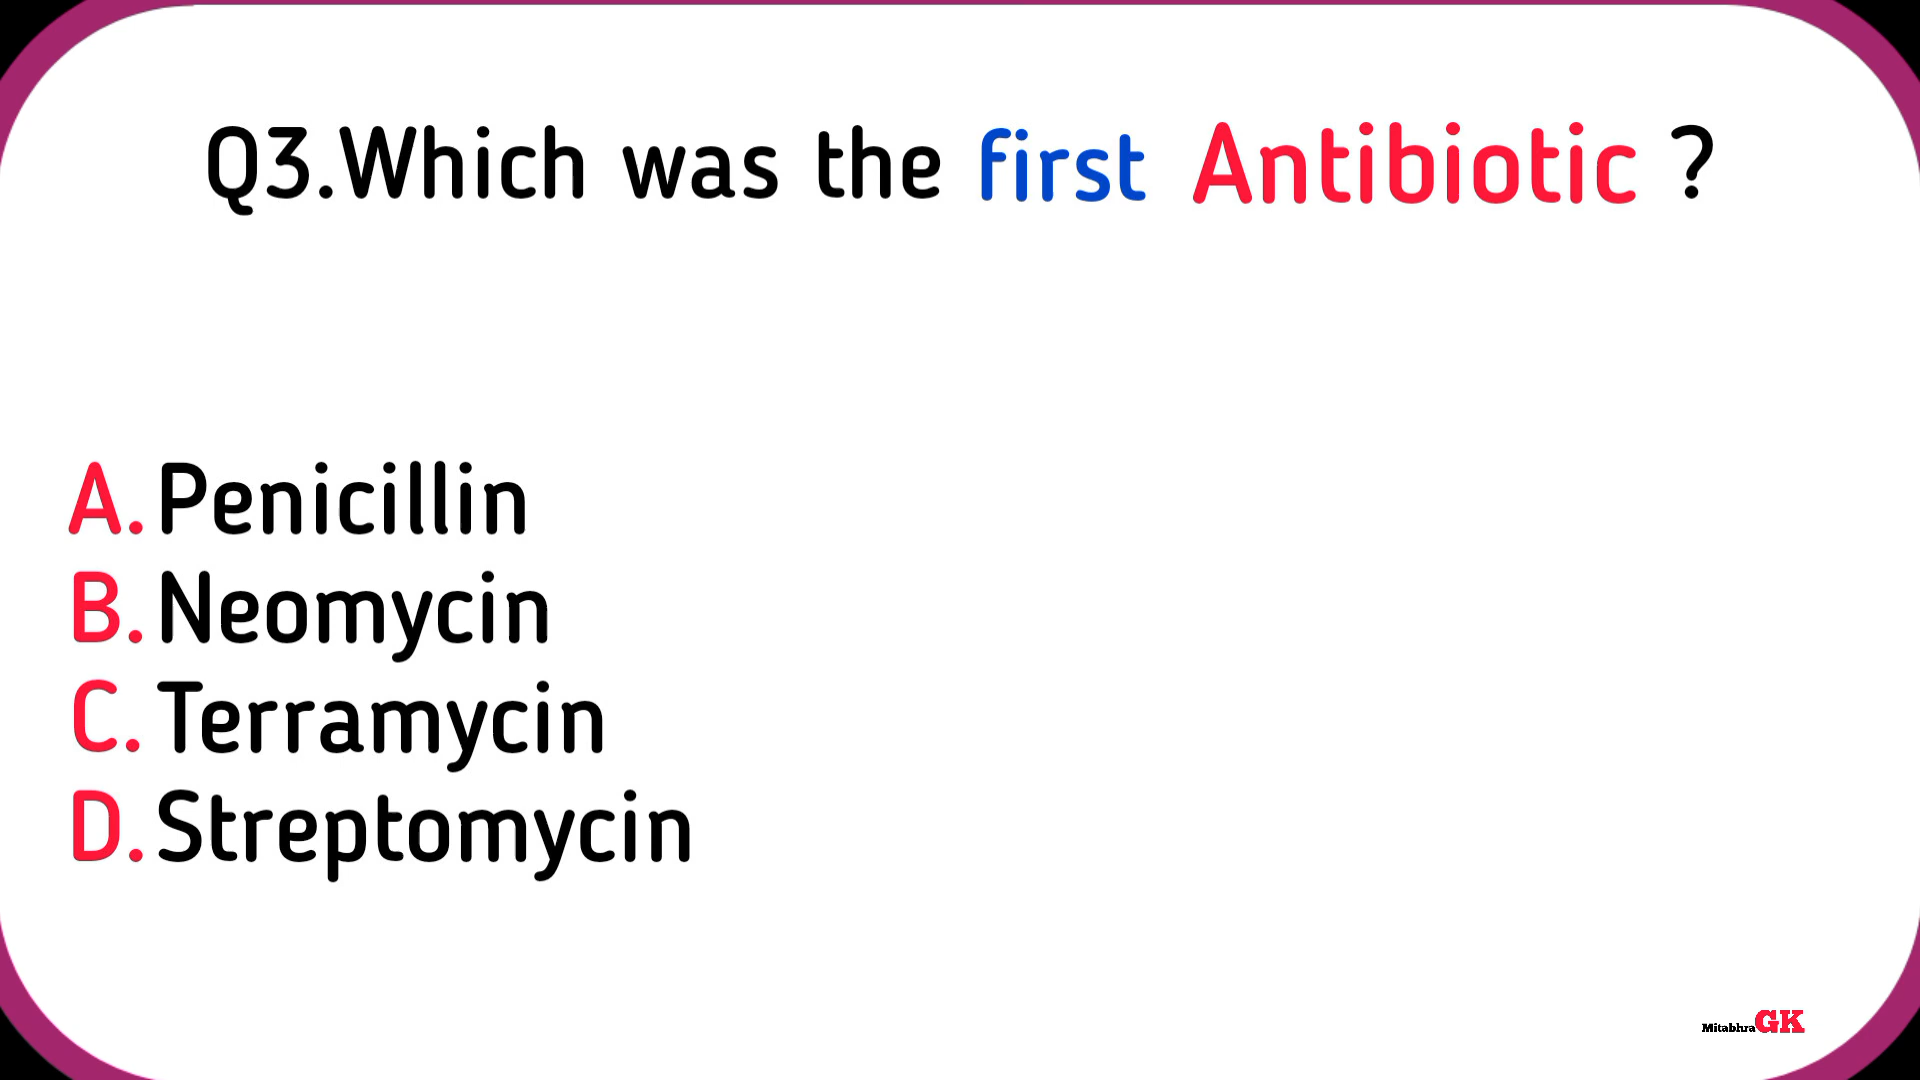 Q3.Which was the first Antibiotic ?
A.Penicillin
B.Neomycin
C.Terramycin
D.Streptomycin
MitabhraGK